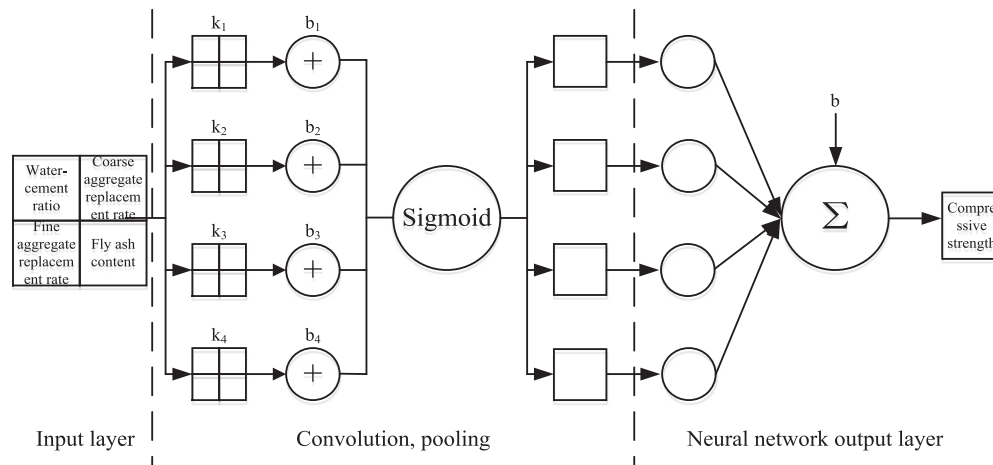 k1
b1
+
k2
b2
+
b
Water-
cement
ratio
Coarse
aggregate
replacem
ent rate
Fine
aggregate
replacem
ent rate
Fly ash
content
Sigmoid
Σ
Compre
ssive
strength
k3
b3
+
k4
b4
+
Input layer
Convolution, pooling
Neural network output layer